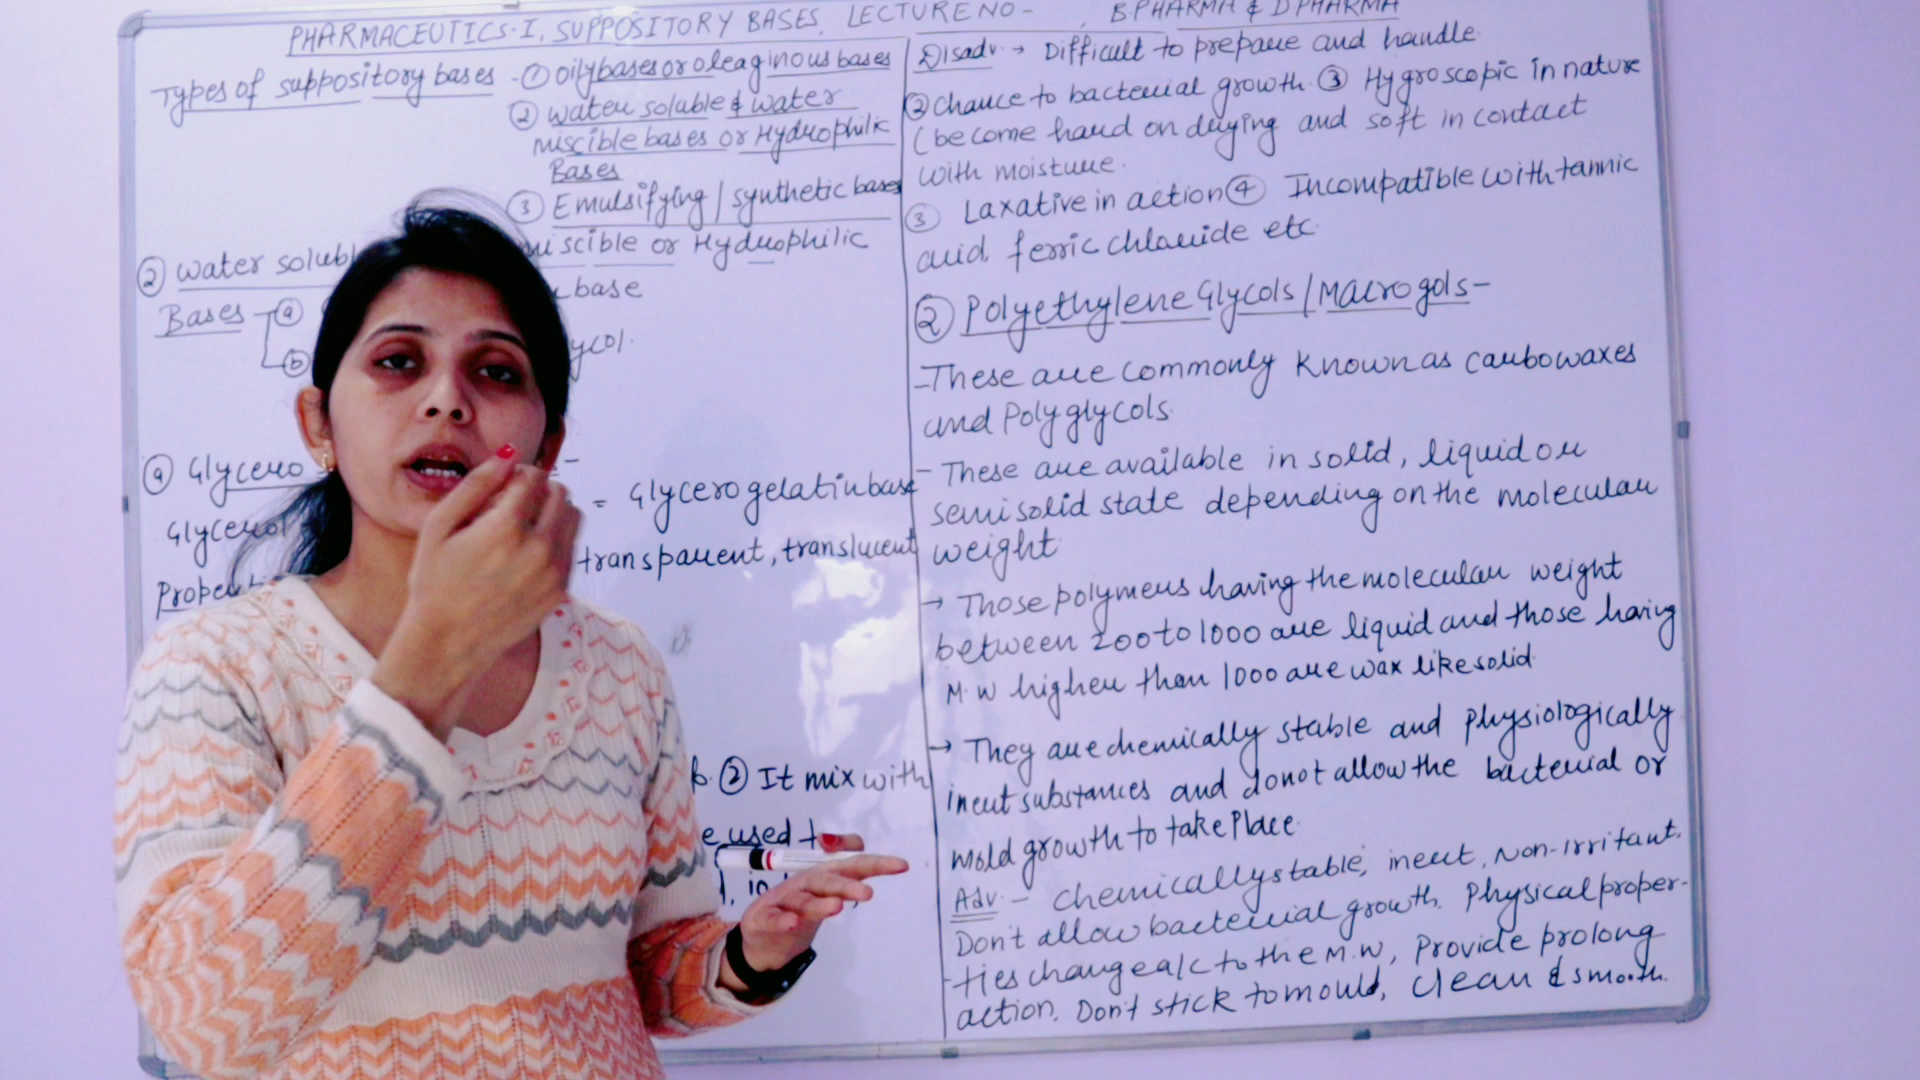 PHARMACEUTICS-I, SUPPOSITORY BASES, LECTURE NO - , B.PHARMA & D.PHARMA
Types of suppository bases - ① oily bases or oleaginous bases
② water soluble & water
miscible bases or Hydrophilic
Bases
③ Emulsifying / synthetic bases
② water solubl miscible or Hydrophilic
Bases ⓐ base
ⓑ ycol.
ⓐ Glycero -
Glycerol = Glycerogelatin base
transparent, translucent
Properti
② It mix with
e used t
Disadv. → Difficult to prepare and handle
② chance to bacterial growth. ③ Hygroscopic in nature
(become hard on drying and soft in contact
with moisture.
③ Laxative in action ④ Incompatible with tannic
acid, ferric chloride etc.
② Polyethylene Glycols / Macrogols -
- These are commonly known as carbowaxes
and Polyglycols.
- These are available in solid, liquid or
semisolid state depending on the molecular
weight.
→ Those polymers having the molecular weight
between 200 to 1000 are liquid and those having
M.W higher than 1000 are wax like solid.
→ They are chemically stable and physiologically
inert substances and donot allow the bacterial or
mold growth to take Place.
Adv. - Chemically stable, inert, Non-irritant.
Don't allow bacterial growth. Physical proper-
-ties change a/c to the M.W, Provide prolong
action. Don't stick to mould, Clean & smooth.